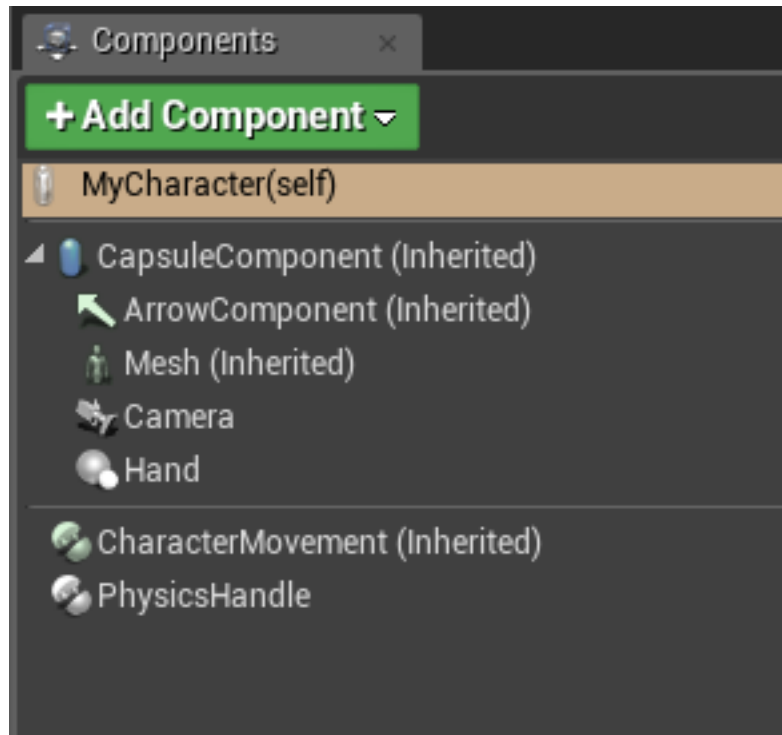 Components
+ Add Component
MyCharacter(self)
CapsuleComponent (Inherited)
ArrowComponent (Inherited)
Mesh (Inherited)
Camera
Hand
CharacterMovement (Inherited)
PhysicsHandle